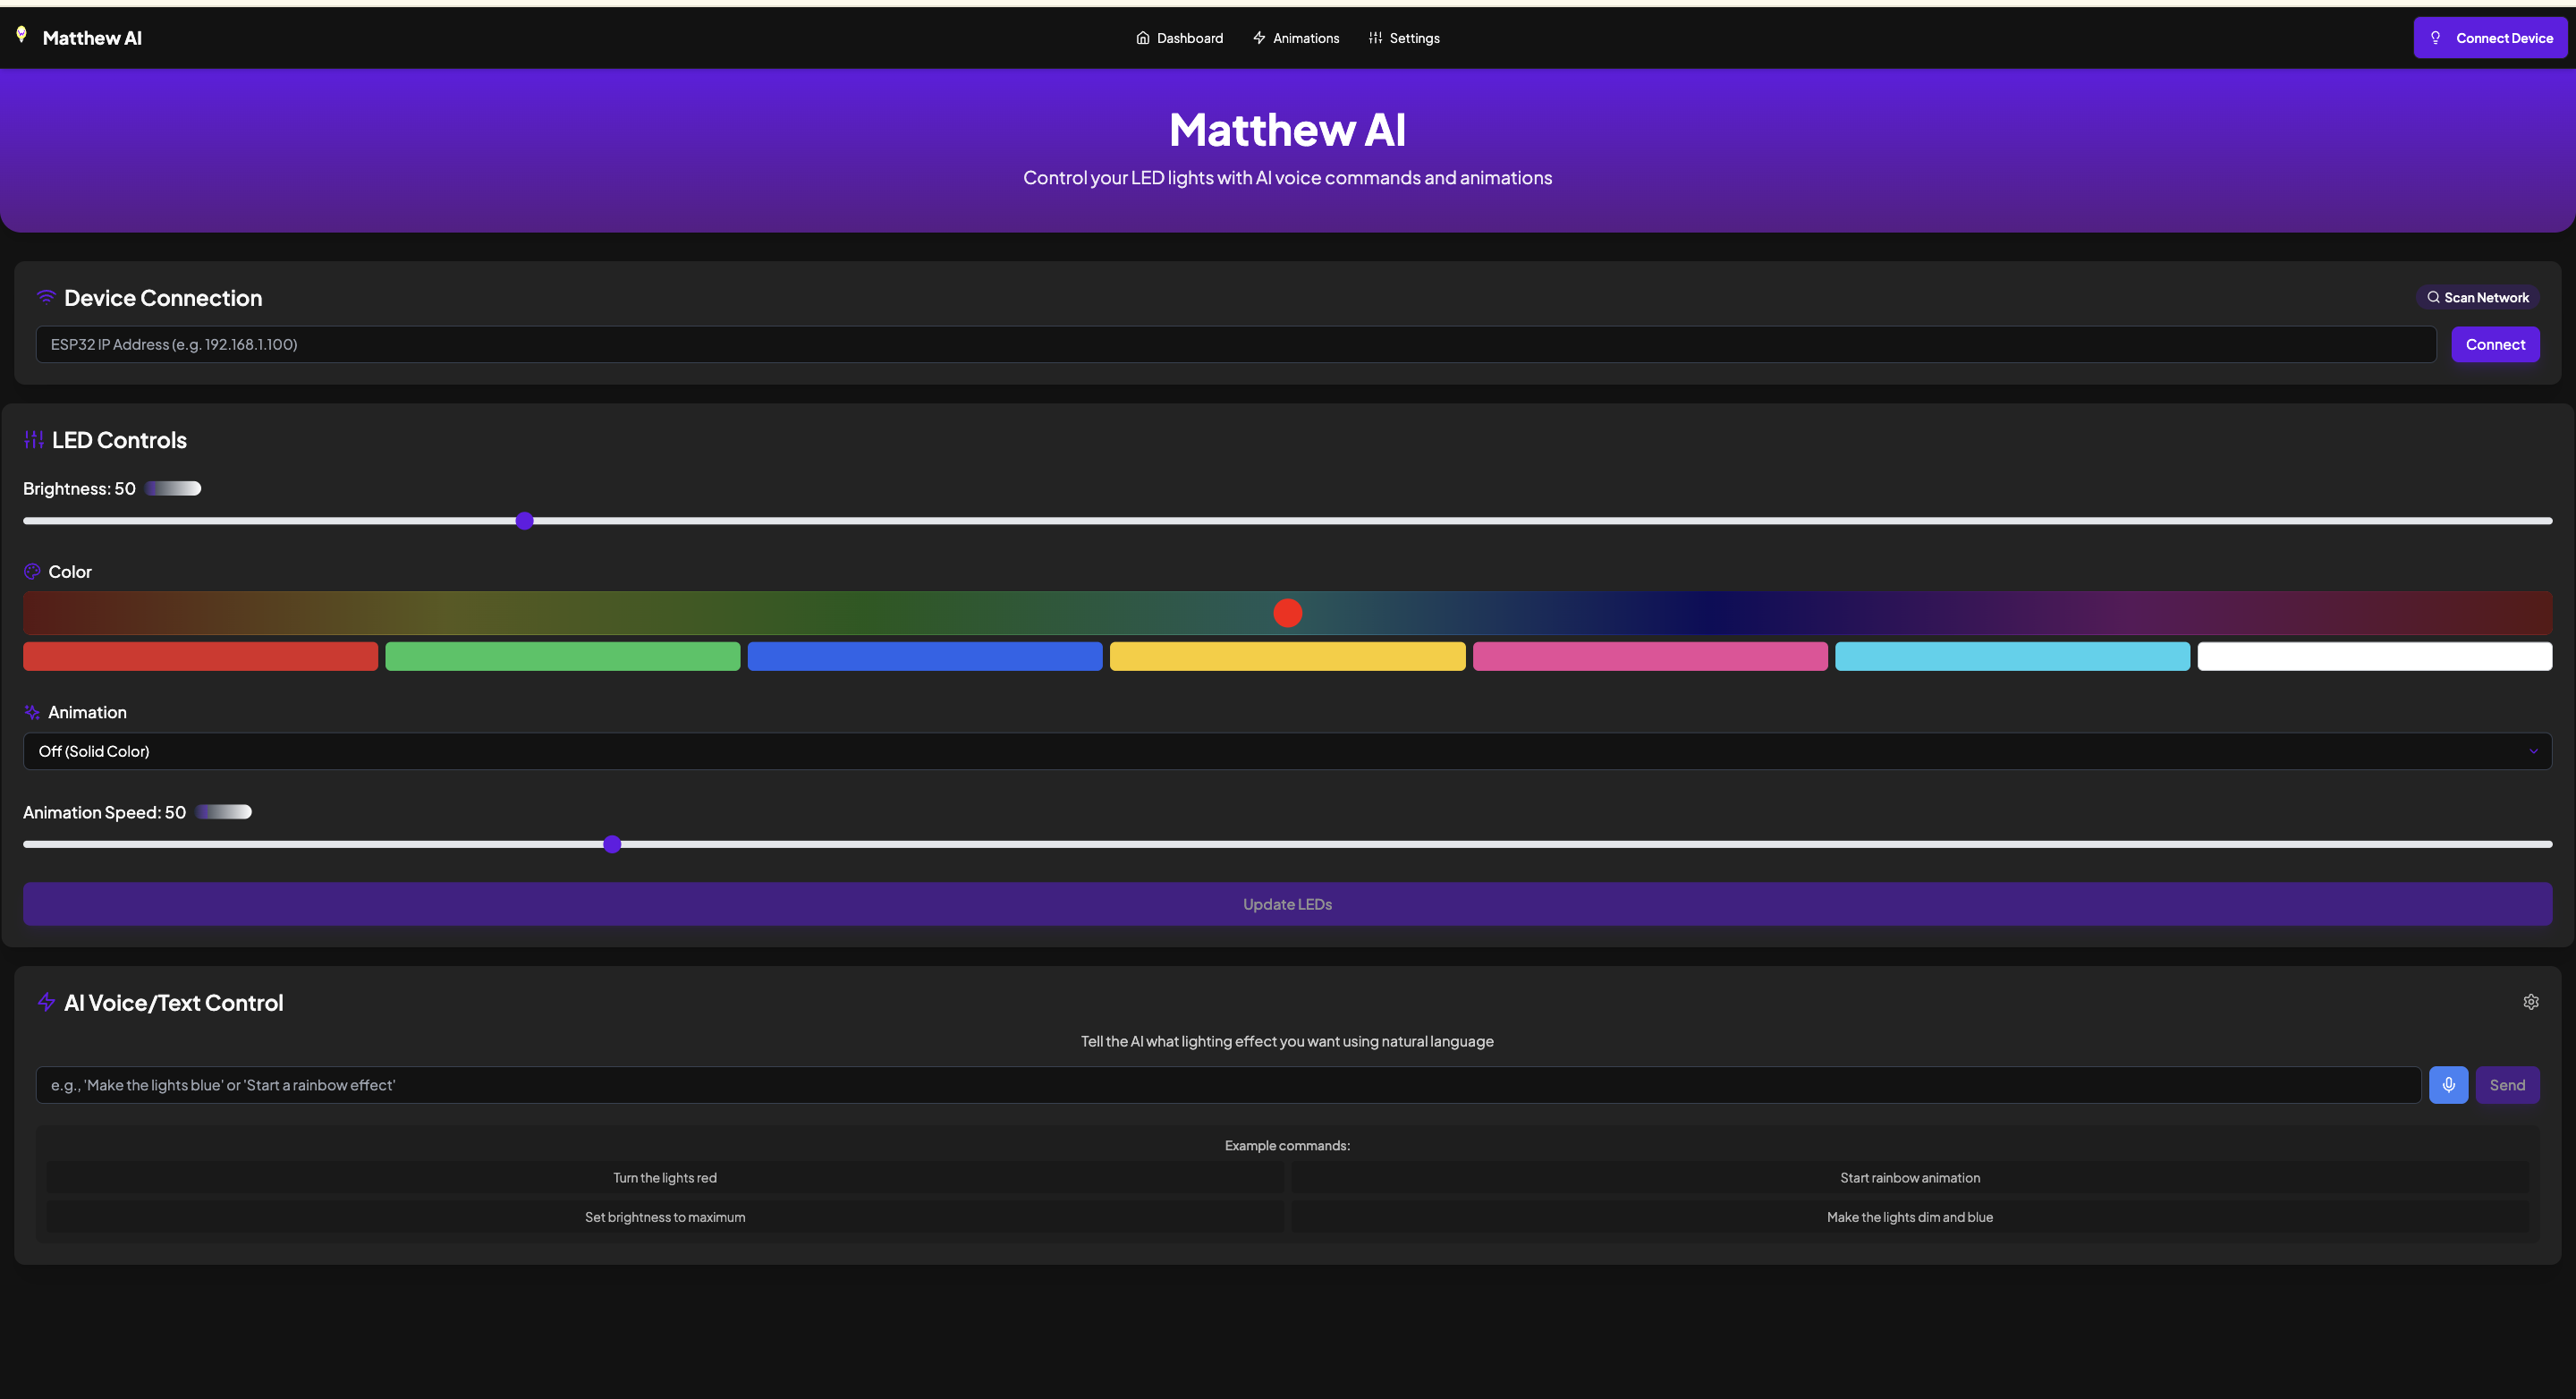 Matthew AI
Dashboard
Animations
Settings
Connect Device
Matthew AI
Control your LED lights with AI voice commands and animations
Device Connection
Scan Network
ESP32 IP Address (e.g. 192.168.1.100)
Connect
LED Controls
Brightness: 50
Color
Animation
Off (Solid Color)
Animation Speed: 50
Update LEDs
AI Voice/Text Control
Tell the AI what lighting effect you want using natural language
e.g., 'Make the lights blue' or 'Start a rainbow effect'
Send
Example commands:
Turn the lights red
Start rainbow animation
Set brightness to maximum
Make the lights dim and blue